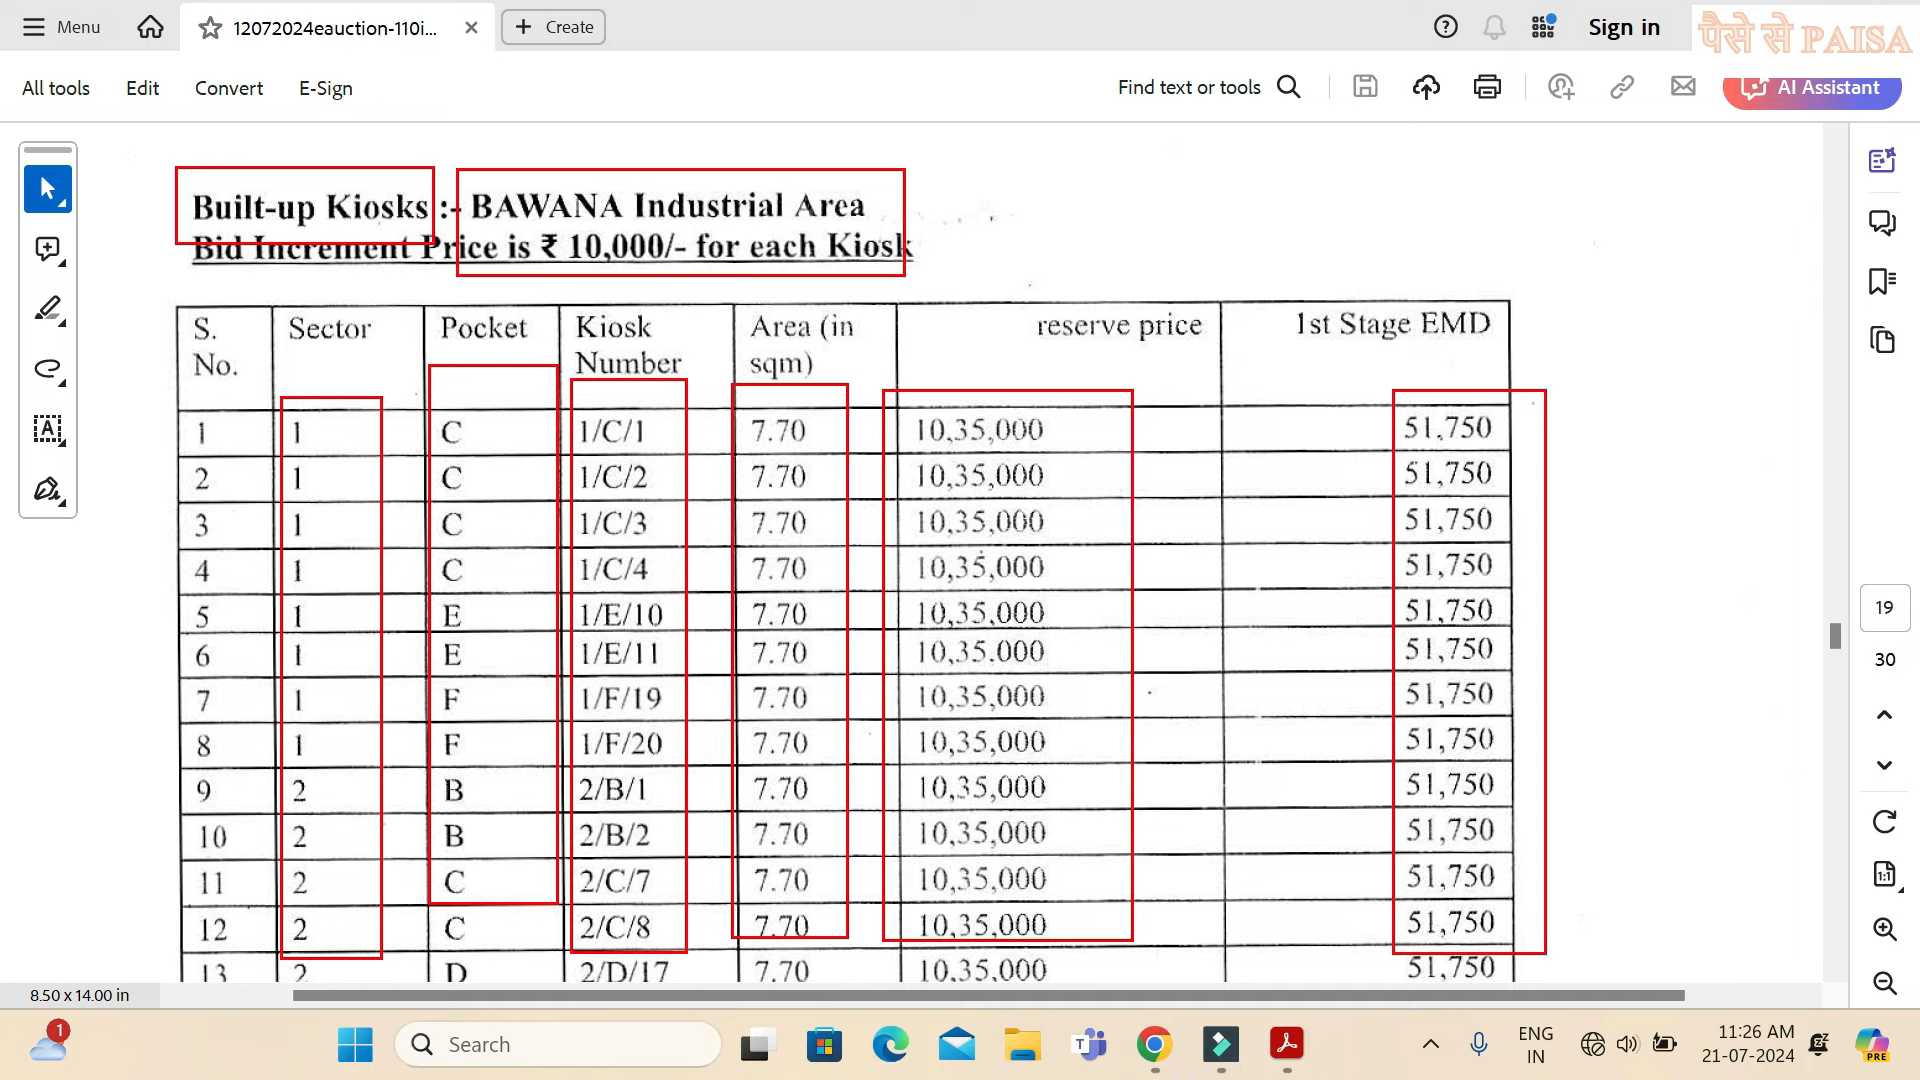 Menu
12072024eauction-110i...
Create
Sign in
पैसे से PAISA
All tools
Edit
Convert
E-Sign
Find text or tools
AI Assistant
Built-up Kiosks :- BAWANA Industrial Area
Bid Increment Price is ₹ 10,000/- for each Kiosk
S. No. Sector Pocket Kiosk Number Area (in sqm) reserve price 1st Stage EMD
1 1 C 1/C/1 7.70 10,35,000 51,750
2 1 C 1/C/2 7.70 10,35,000 51,750
3 1 C 1/C/3 7.70 10,35,000 51,750
4 1 C 1/C/4 7.70 10,35,000 51,750
5 1 E 1/E/10 7.70 10,35,000 51,750
6 1 E 1/E/11 7.70 10,35.000 51,750
7 1 F 1/F/19 7.70 10,35,000 51,750
8 1 F 1/F/20 7.70 10,35,000 51,750
9 2 B 2/B/1 7.70 10,35,000 51,750
10 2 B 2/B/2 7.70 10,35,000 51,750
11 2 C 2/C/7 7.70 10,35,000 51,750
12 2 C 2/C/8 7.70 10,35,000 51,750
13 2 D 2/D/17 7.70 10,35,000 51,750
19
30
1:1
8.50 x 14.00 in
1
Search
T
ENG
IN
11:26 AM
21-07-2024
PRE